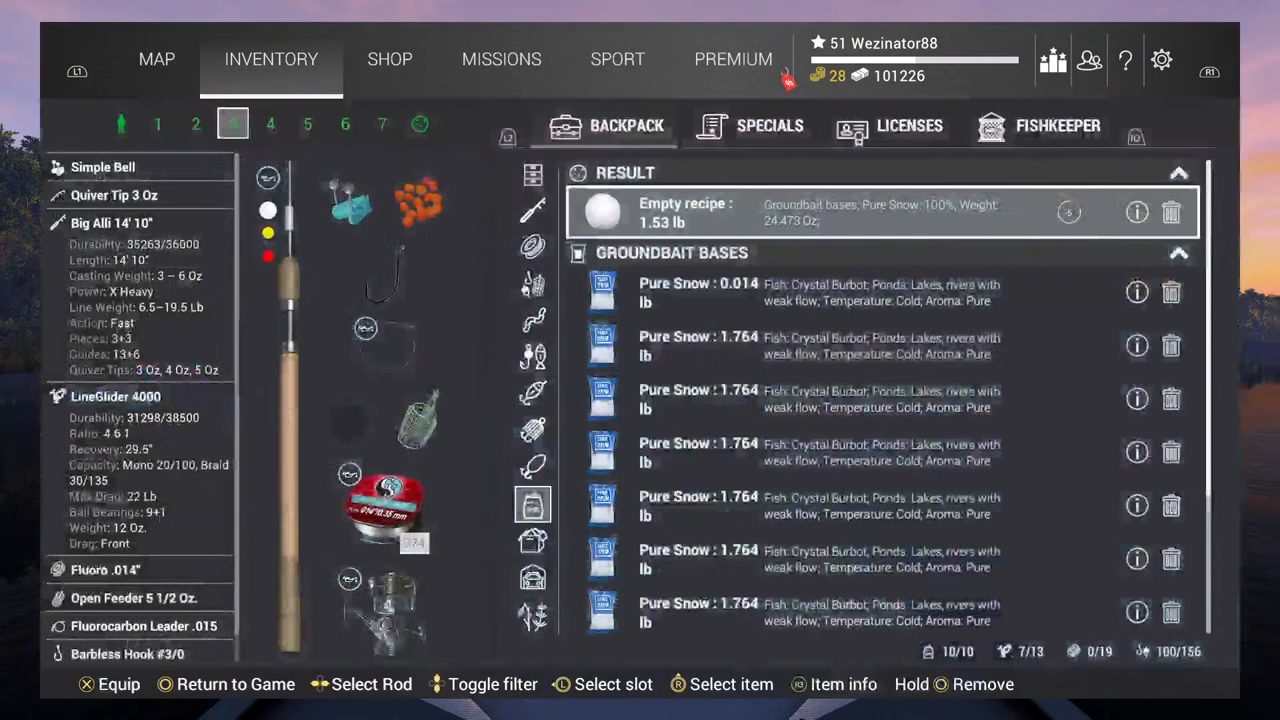 L1
MAP
INVENTORY
SHOP
MISSIONS
SPORT
PREMIUM
51 Wezinator88
28 101226
R1
1 2 3 4 5 6 7
L2
BACKPACK
SPECIALS
LICENSES
FISHKEEPER
R2
Simple Bell
Quiver Tip 3 Oz
Big Alli 14' 10"
Durability: 35263/36000
Length: 14' 10"
Casting Weight: 3 – 6 Oz
Power: X Heavy
Line Weight: 6.5–19.5 Lb
Action: Fast
Pieces: 3+3
Guides: 13+6
Quiver Tips: 3 Oz, 4 Oz, 5 Oz
LineGlider 4000
Durability: 31298/38500
Ratio: 4.6:1
Recovery: 29.5"
Capacity: Mono 20/100, Braid
30/135
Max Drag: 22 Lb
Ball Bearings: 9+1
Weight: 12 Oz.
Drag: Front
Fluoro .014"
Open Feeder 5 1/2 Oz.
Fluorocarbon Leader .015
Barbless Hook #3/0
RESULT
Empty recipe :
1.53 lb
Groundbait bases; Pure Snow: 100%, Weight:
24.473 Oz;
GROUNDBAIT BASES
Pure Snow : 0.014
lb
Fish: Crystal Burbot; Ponds: Lakes, rivers with
weak flow; Temperature: Cold; Aroma: Pure
Pure Snow : 1.764
lb
Fish: Crystal Burbot; Ponds: Lakes, rivers with
weak flow; Temperature: Cold; Aroma: Pure
Pure Snow : 1.764
lb
Fish: Crystal Burbot; Ponds: Lakes, rivers with
weak flow; Temperature: Cold; Aroma: Pure
Pure Snow : 1.764
lb
Fish: Crystal Burbot; Ponds: Lakes, rivers with
weak flow; Temperature: Cold; Aroma: Pure
Pure Snow : 1.764
lb
Fish: Crystal Burbot; Ponds: Lakes, rivers with
weak flow; Temperature: Cold; Aroma: Pure
Pure Snow : 1.764
lb
Fish: Crystal Burbot; Ponds: Lakes, rivers with
weak flow; Temperature: Cold; Aroma: Pure
Pure Snow : 1.764
lb
Fish: Crystal Burbot; Ponds: Lakes, rivers with
weak flow; Temperature: Cold; Aroma: Pure
10/10 7/13 0/19 100/156
Equip
Return to Game
Select Rod
Toggle filter
L Select slot
R Select item
R3 Item info
Hold Remove